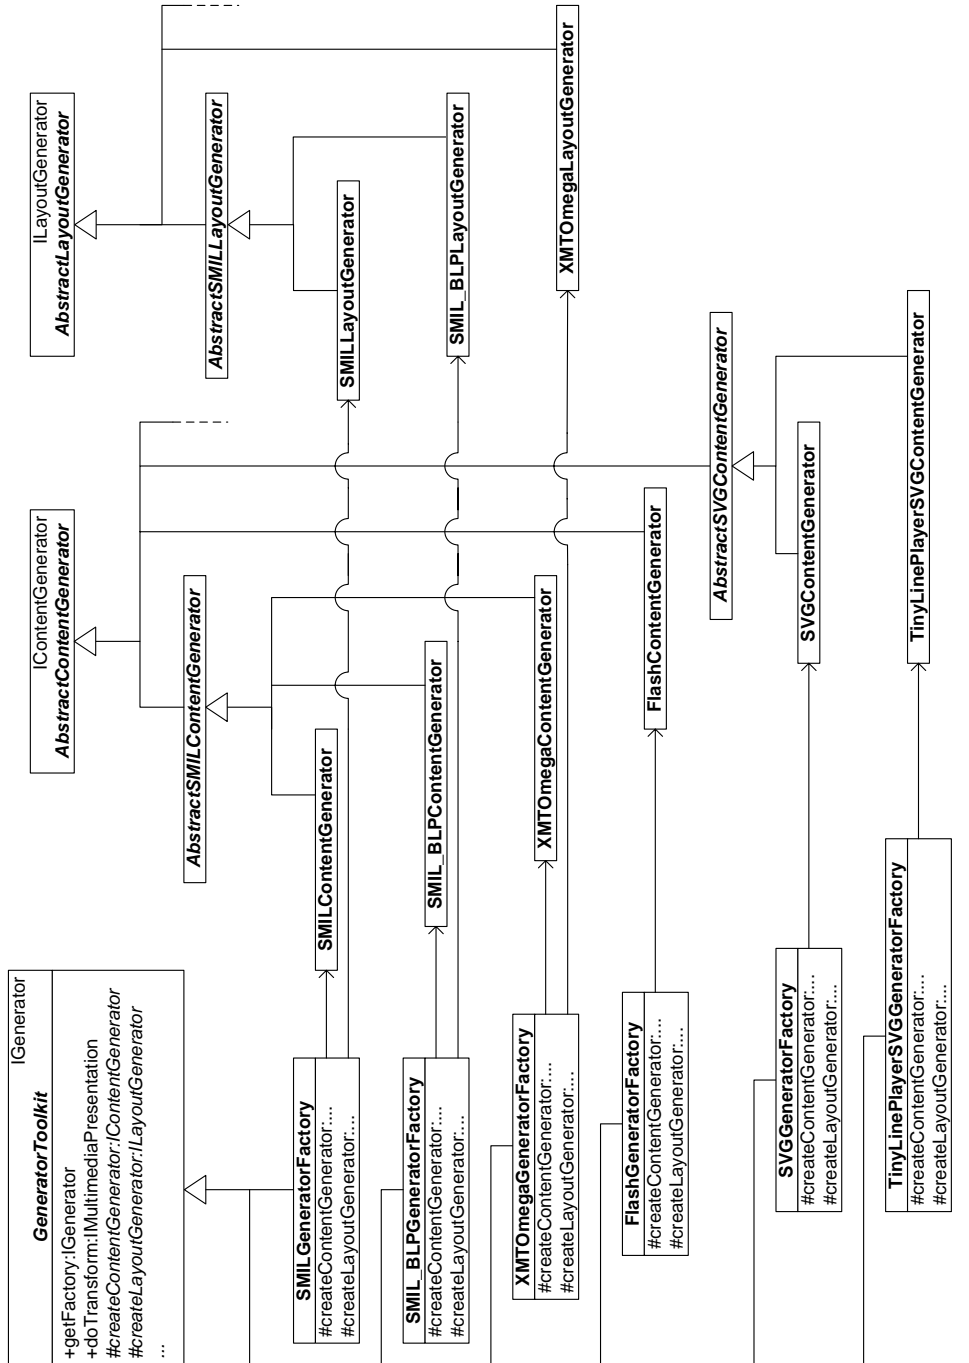 IGenerator
GeneratorToolkit
+getFactory:IGenerator
+doTransform:IMultimediaPresentation
#createContentGenerator:IContentGenerator
#createLayoutGenerator:ILayoutGenerator
...
IContentGenerator
AbstractContentGenerator
ILayoutGenerator
AbstractLayoutGenerator
AbstractSMILContentGenerator
AbstractSMILLayoutGenerator
SMILGeneratorFactory
#createContentGenerator:...
#createLayoutGenerator:...
SMILContentGenerator
SMILLayoutGenerator
SMIL_BLPGeneratorFactory
#createContentGenerator:...
#createLayoutGenerator:...
SMIL_BLPContentGenerator
SMIL_BLPLayoutGenerator
XMTOmegaGeneratorFactory
#createContentGenerator:...
#createLayoutGenerator:...
XMTOmegaContentGenerator
XMTOmegaLayoutGenerator
FlashGeneratorFactory
#createContentGenerator:...
#createLayoutGenerator:...
FlashContentGenerator
AbstractSVGContentGenerator
SVGGeneratorFactory
#createContentGenerator:...
#createLayoutGenerator:...
SVGContentGenerator
TinyLinePlayerSVGGeneratorFactory
#createContentGenerator:...
#createLayoutGenerator:...
TinyLinePlayerSVGContentGenerator